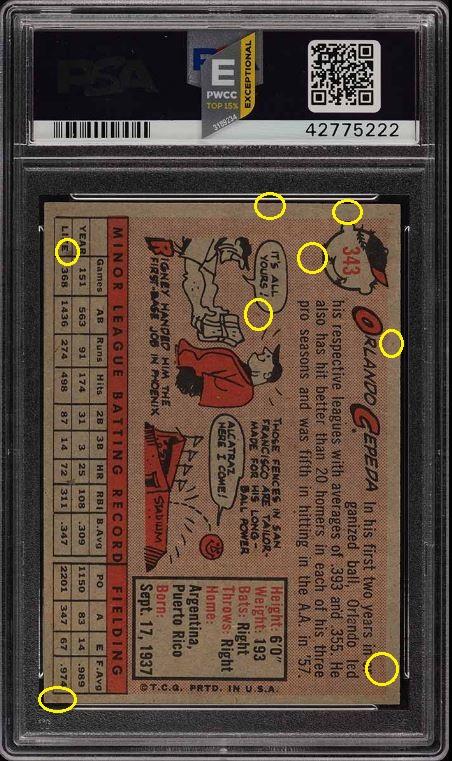 PSA
E
PWCC
TOP 15%
EXCEPTIONAL
3189234
42775222
343
ORLANDO CEPEDA
In his first two years in
ganized ball, Orlando led
his respective leagues with averages of .393 and .355. He
also has hit better than 20 homers in each of his three
pro seasons and was fifth in hitting in the A.A. in '57.
IT'S ALL
YOURS!
RIGNEY HANDED HIM
FIRST-BASE JOB IN PHOENIX
THOSE FENCES IN SAN
FRANCISCO ARE TAILOR-
MADE FOR HIS LONG-
BALL POWER
ALCATRAZ,
HERE I COME!
STADIUM
Height: 6'0"
Weight: 193
Bats: Right
Throws: Right
Home:
Argentina,
Puerto Rico
Born:
Sept. 17, 1937
©T.C.G. PRTD. IN U.S.A.
MINOR LEAGUE BATTING RECORD FIELDING
Games AB Runs Hits 2B 3B HR RBI B.Avg PO A E F.Avg
YEAR 151 583 91 174 31 3 25 108 .309 1150 83 14 .989
LIFE 368 1436 274 498 87 14 72 311 .347 2201 347 67 .974